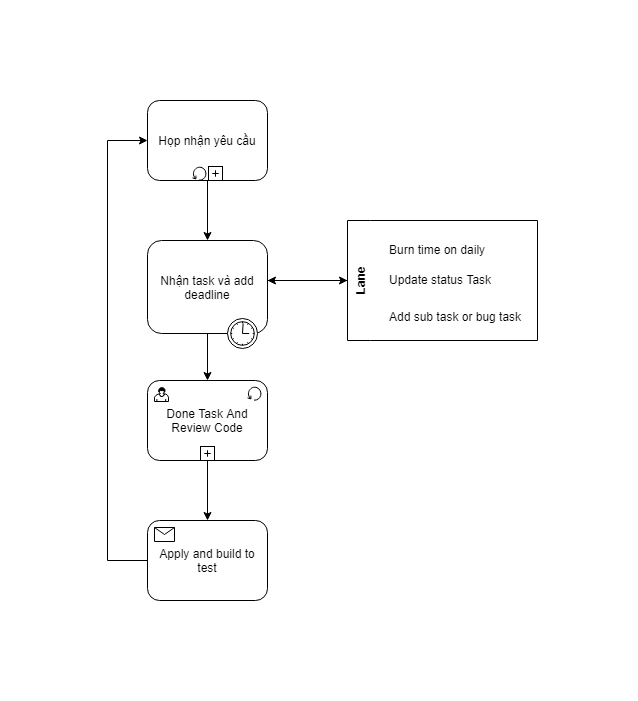 Họp nhận yêu cầu
Nhận task và add
deadline
Lane
Burn time on daily
Update status Task
Add sub task or bug task
Done Task And
Review Code
Apply and build to
test